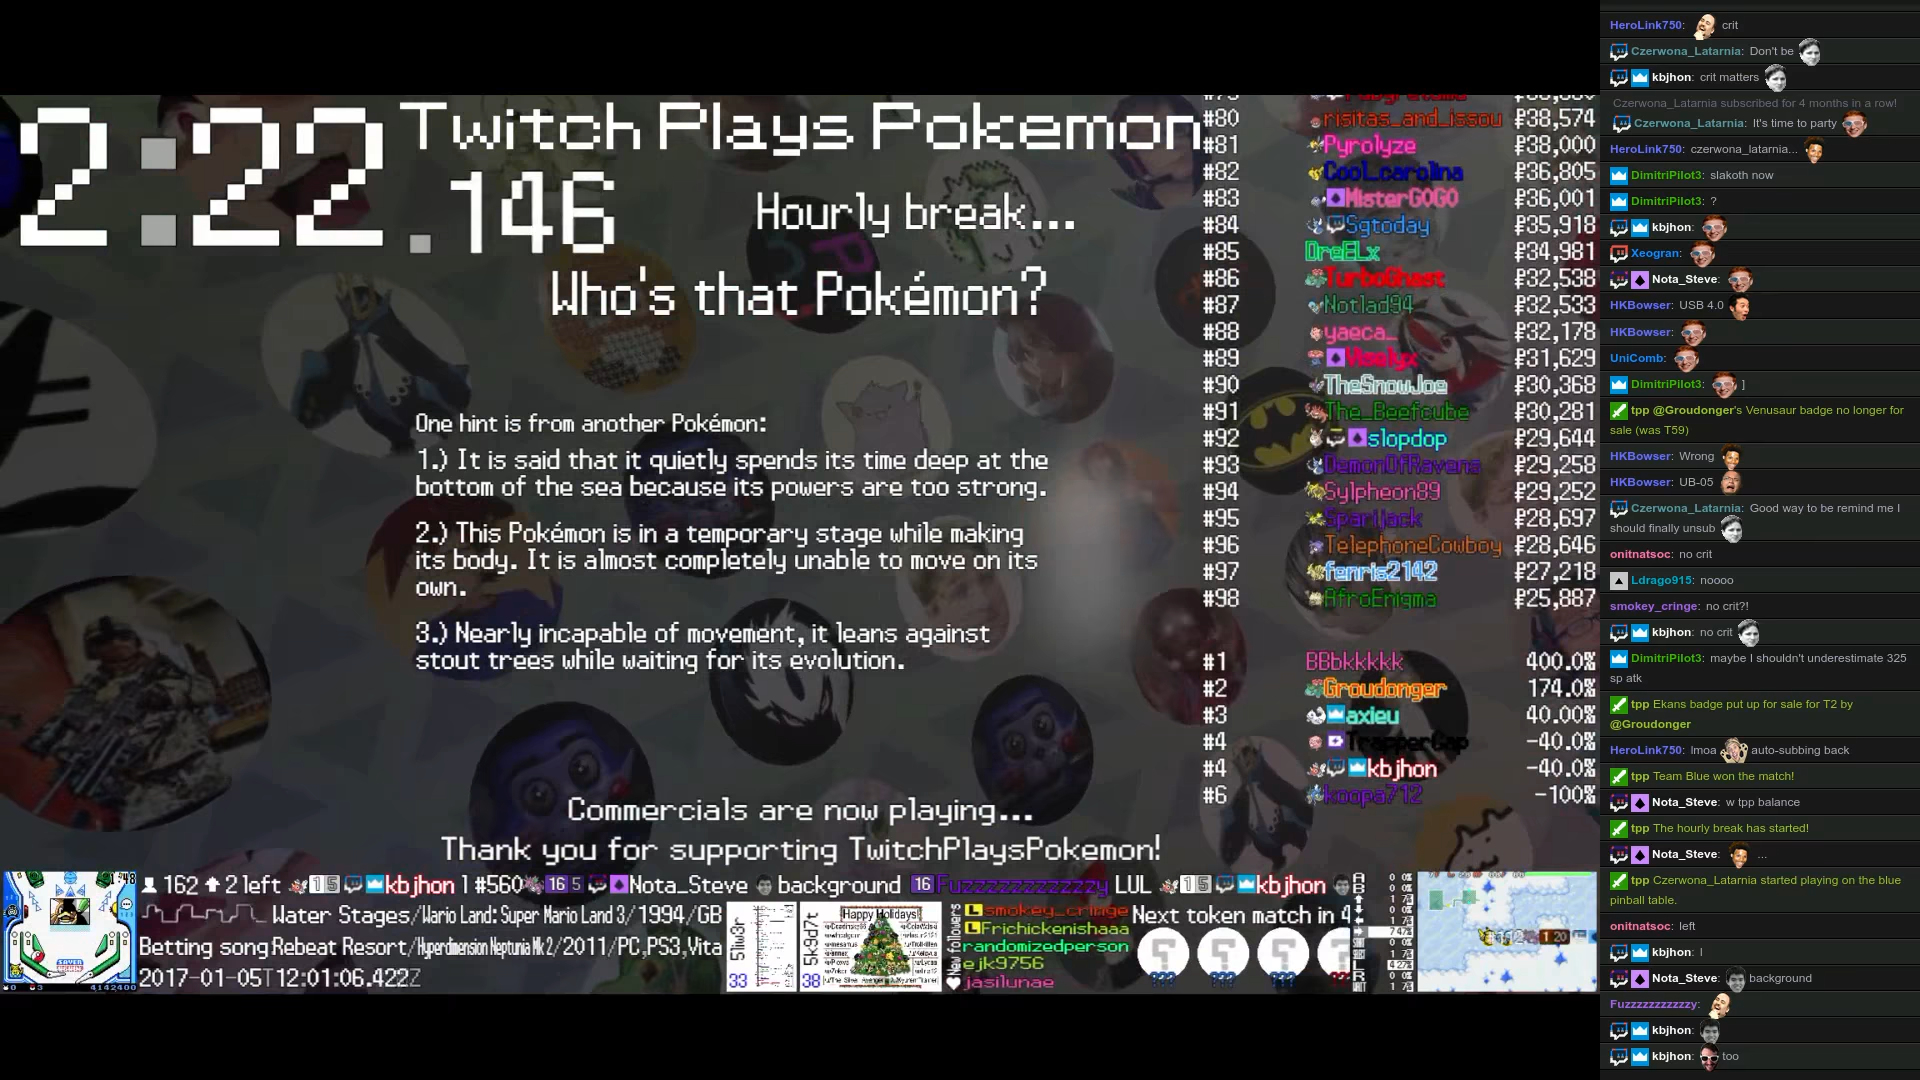 2:22.146
Twitch Plays Pokemon
Hourly break...
Who's that Pokémon?
One hint is from another Pokémon:
1.) It is said that it quietly spends its time deep at the
bottom of the sea because its powers are too strong.
2.) This Pokémon is in a temporary stage while making
its body. It is almost completely unable to move on its
own.
3.) Nearly incapable of movement, it leans against
stout trees while waiting for its evolution.
Commercials are now playing...
Thank you for supporting TwitchPlaysPokemon!
#80 risitas_and_issou ₽38,574
#81 Pyrolyze ₽38,000
#82 CooL_carolina ₽36,805
#83 MisterGOGO ₽36,001
#84 Sgtoday ₽35,918
#85 DreELx ₽34,981
#86 TurboGhast ₽32,538
#87 Notlad94 ₽32,533
#88 yaeca_ ₽32,178
#89 ₽31,629
#90 TheSnowJoe ₽30,368
#91 The_Beefcube ₽30,281
#92 slopdop ₽29,644
#93 DemonOfRavens ₽29,258
#94 Sylpheon89 ₽29,252
#95 Sparijack ₽28,697
#96 TelephoneCowboy ₽28,646
#97 fenris2142 ₽27,218
#98 AfroEnigma ₽25,887
#1 BBbkkkkk 400.0%
#2 Groudonger 174.0%
#3 axieu 40.00%
#4 TrapperCap -40.0%
#4 kbjhon -40.0%
#6 koopa712 -100%
1:48
4142400
162 2 left 15 kbjhon l #560 16 5 Nota_Steve background 16 Fuzzzzzzzzzzy LUL 15 kbjhon
Water Stages/Wario Land: Super Mario Land 3/1994/GB
Betting song Rebeat Resort/Hyperdimension Neptunia Mk 2/2011/PC,PS3,Vita
2017-01-05T12:01:06.422Z
5liw3r
33
5k9d7t
38
Happy Holidays!
New followers
smokey_cringe
Frichickenishaaa
randomizedperson
ejk9756
jasilunae
Next token match in 4
??? ??? ???
HeroLink750: crit
Czerwona_Latarnia: Don't be
kbjhon: crit matters
Czerwona_Latarnia subscribed for 4 months in a row!
Czerwona_Latarnia: It's time to party
HeroLink750: czerwona_latarnia...
DimitriPilot3: slakoth now
DimitriPilot3: ?
kbjhon:
Xeogran:
Nota_Steve:
HKBowser: USB 4.0
HKBowser:
UniComb:
DimitriPilot3: ]
tpp @Groudonger's Venusaur badge no longer for
sale (was T59)
HKBowser: Wrong
HKBowser: UB-05
Czerwona_Latarnia: Good way to be remind me I
should finally unsub
onitnatsoc: no crit
Ldrago915: noooo
smokey_cringe: no crit?!
kbjhon: no crit
DimitriPilot3: maybe I shouldn't underestimate 325
sp atk
tpp Ekans badge put up for sale for T2 by
@Groudonger
HeroLink750: lmoa auto-subbing back
tpp Team Blue won the match!
Nota_Steve: w tpp balance
tpp The hourly break has started!
Nota_Steve: ...
tpp Czerwona_Latarnia started playing on the blue
pinball table.
onitnatsoc: left
kbjhon: l
Nota_Steve: background
Fuzzzzzzzzzzy:
kbjhon:
kbjhon: too